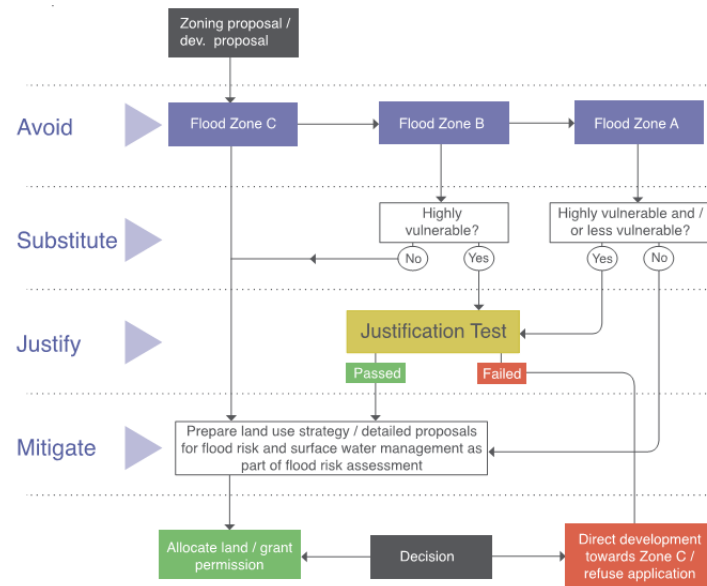 Zoning proposal /
dev. proposal
Avoid
Flood Zone C
Flood Zone B
Flood Zone A
Substitute
Highly
vulnerable?
Highly vulnerable and /
or less vulnerable?
No
Yes
Yes
No
Justify
Justification Test
Passed
Failed
Mitigate
Prepare land use strategy / detailed proposals
for flood risk and surface water management as
part of flood risk assessment
Allocate land / grant
permission
Decision
Direct development
towards Zone C /
refuse application